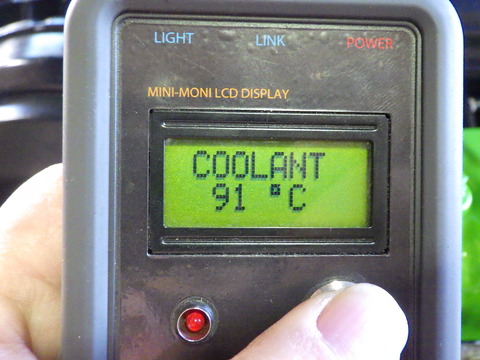 LIGHT LINK POWER
MINI-MONI LCD DISPLAY
COOLANT
91 °C